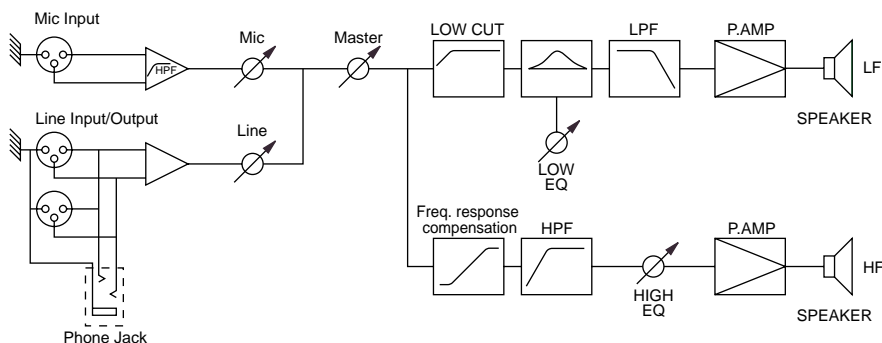 Mic Input
HPF
Mic
Master
LOW CUT
LPF
P.AMP
LF
SPEAKER
LOW
EQ
Line Input/Output
Line
Freq. response
compensation
HPF
HIGH
EQ
P.AMP
HF
SPEAKER
Phone Jack